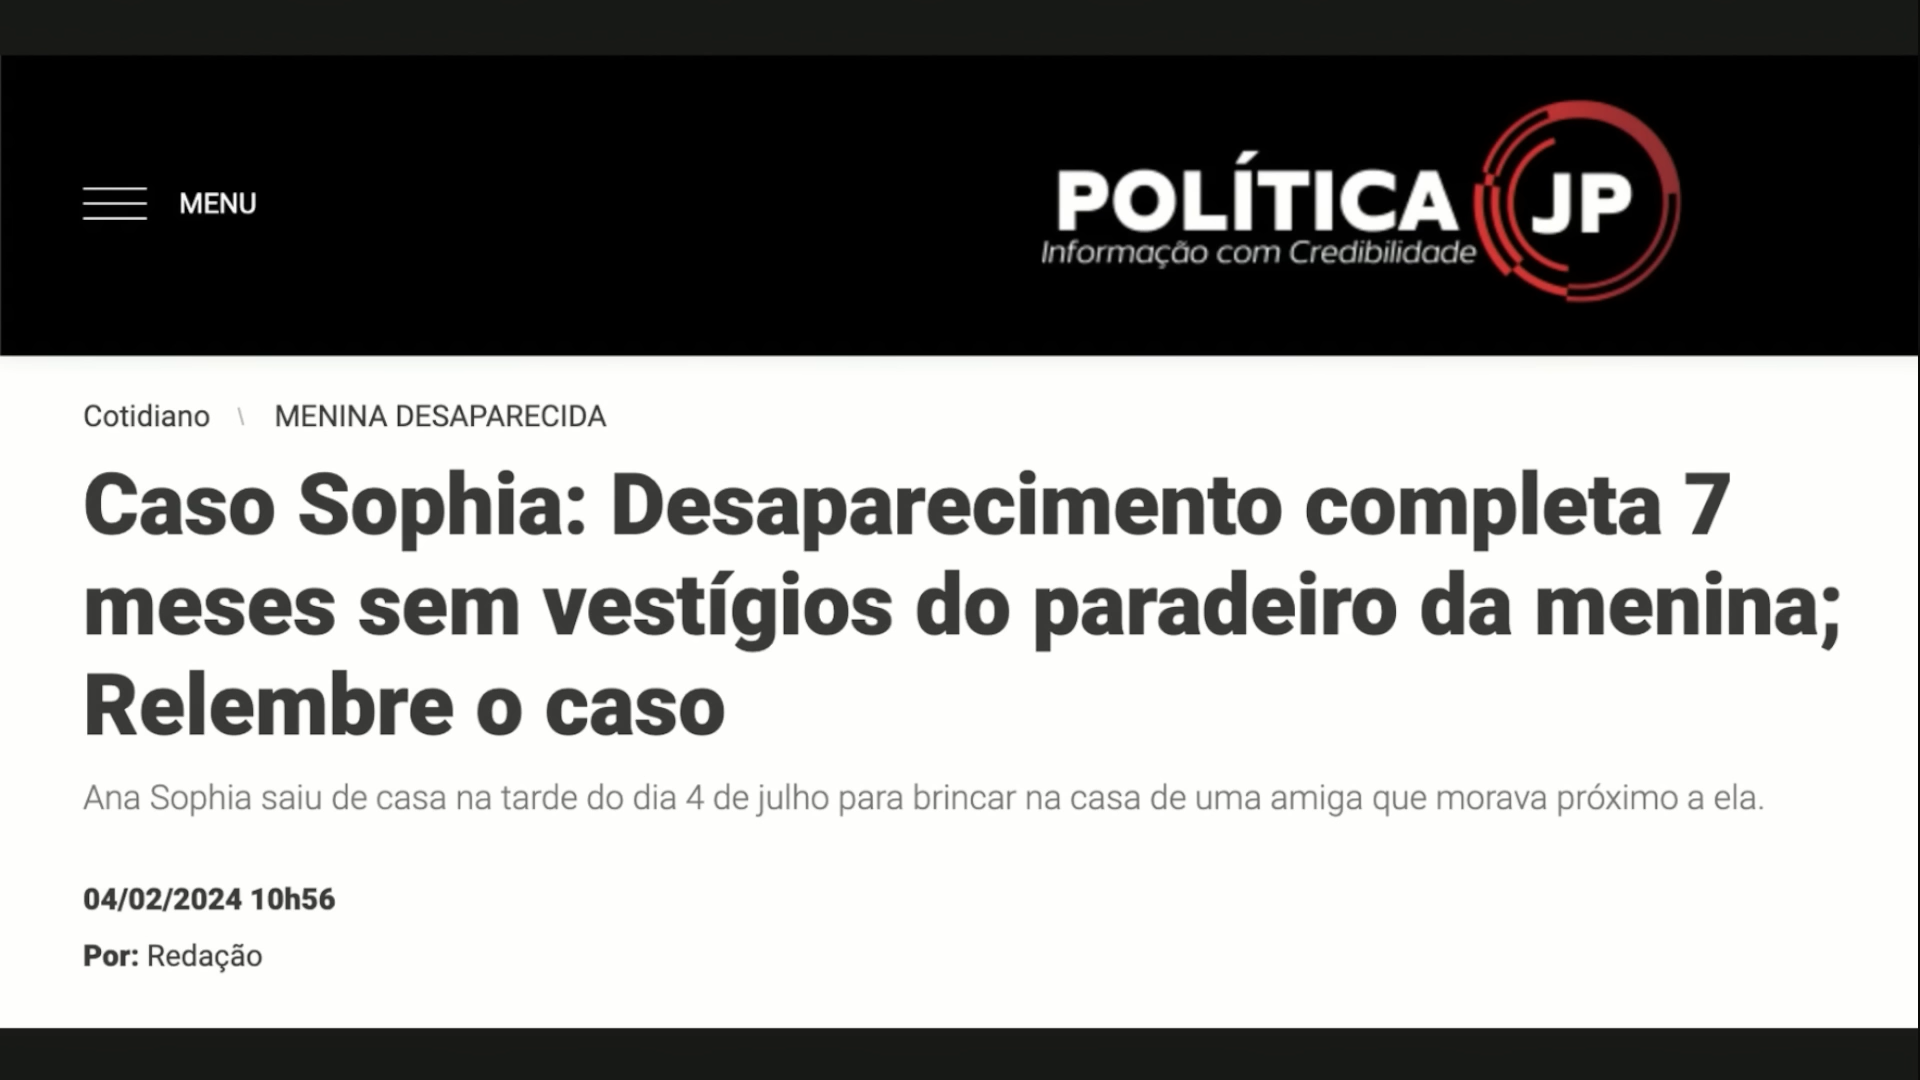 MENU
POLÍTICA JP
Informação com Credibilidade
Cotidiano \ MENINA DESAPARECIDA
Caso Sophia: Desaparecimento completa 7
meses sem vestígios do paradeiro da menina;
Relembre o caso
Ana Sophia saiu de casa na tarde do dia 4 de julho para brincar na casa de uma amiga que morava próximo a ela.
04/02/2024 10h56
Por: Redação